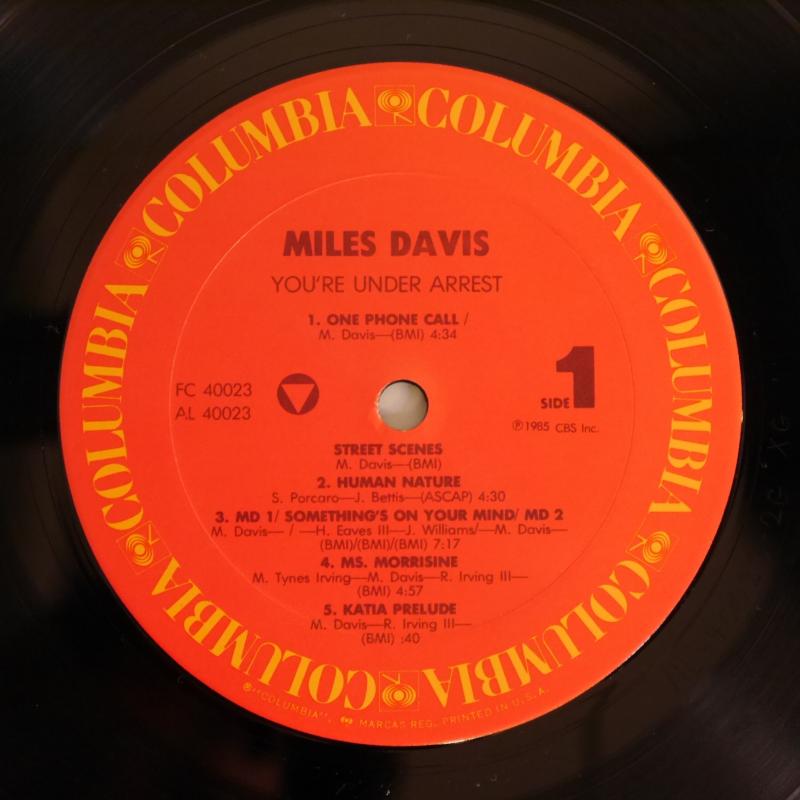 COLUMBIA COLUMBIA COLUMBIA COLUMBIA COLUMBIA COLUMBIA COLUMBIA COLUMBIA
MILES DAVIS
YOU'RE UNDER ARREST
1. ONE PHONE CALL /
M. Davis—(BMI) 4:34
FC 40023
AL 40023
SIDE 1
℗1985 CBS Inc.
STREET SCENES
M. Davis—(BMI)
2. HUMAN NATURE
S. Porcaro—J. Bettis—(ASCAP) 4:30
3. MD 1/ SOMETHING'S ON YOUR MIND/ MD 2
M. Davis— / —H. Eaves III—J. Williams/—M. Davis—
(BMI)/(BMI)/(BMI) 7:17
4. MS. MORRISINE
M. Tynes Irving—M. Davis—R. Irving III—
(BMI) 4:57
5. KATIA PRELUDE
M. Davis—R. Irving III—
(BMI) :40
®"COLUMBIA", MARCAS REG. PRINTED IN U.S.A.